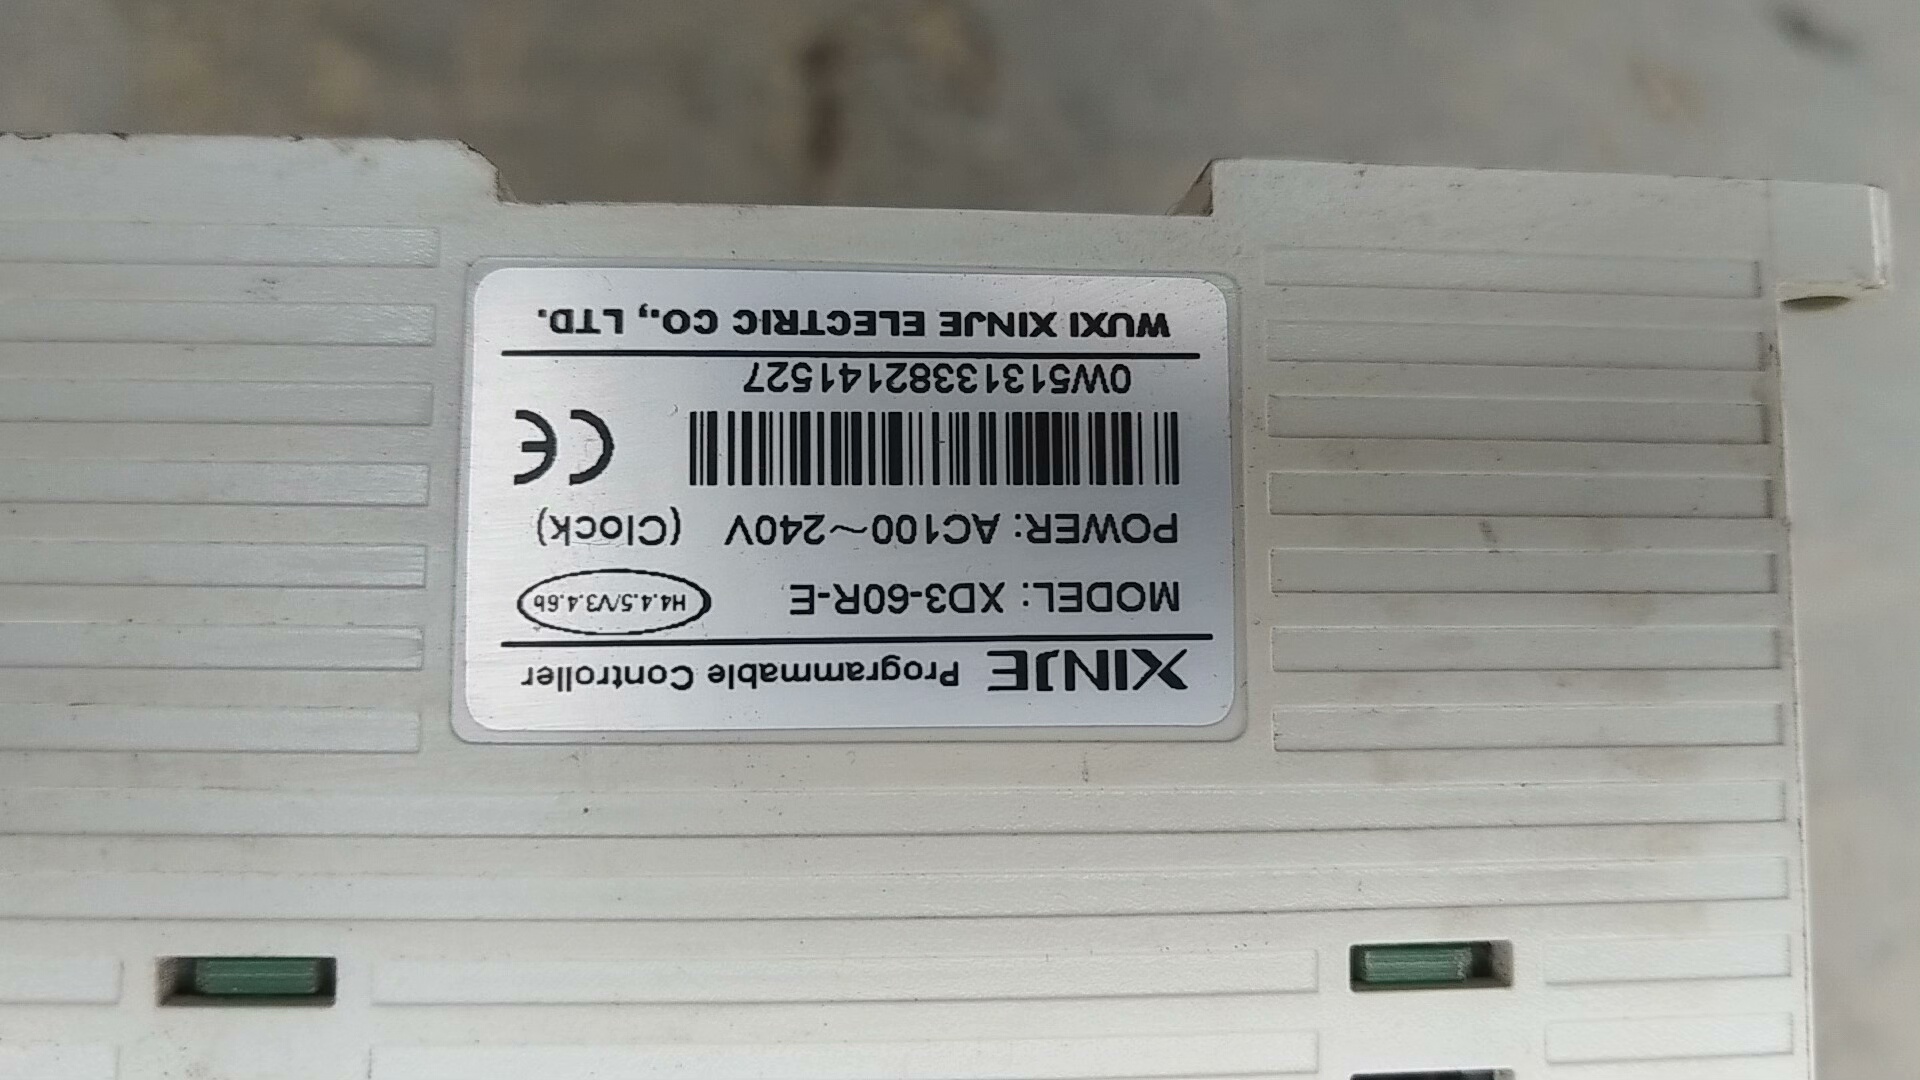 XINJE Programmable Controller
MODEL: XD3-60R-E H4.4.5/V3.4.6b
POWER: AC100~240V (Clock)
CE
0W51313382141527
WUXI XINJE ELECTRIC CO., LTD.